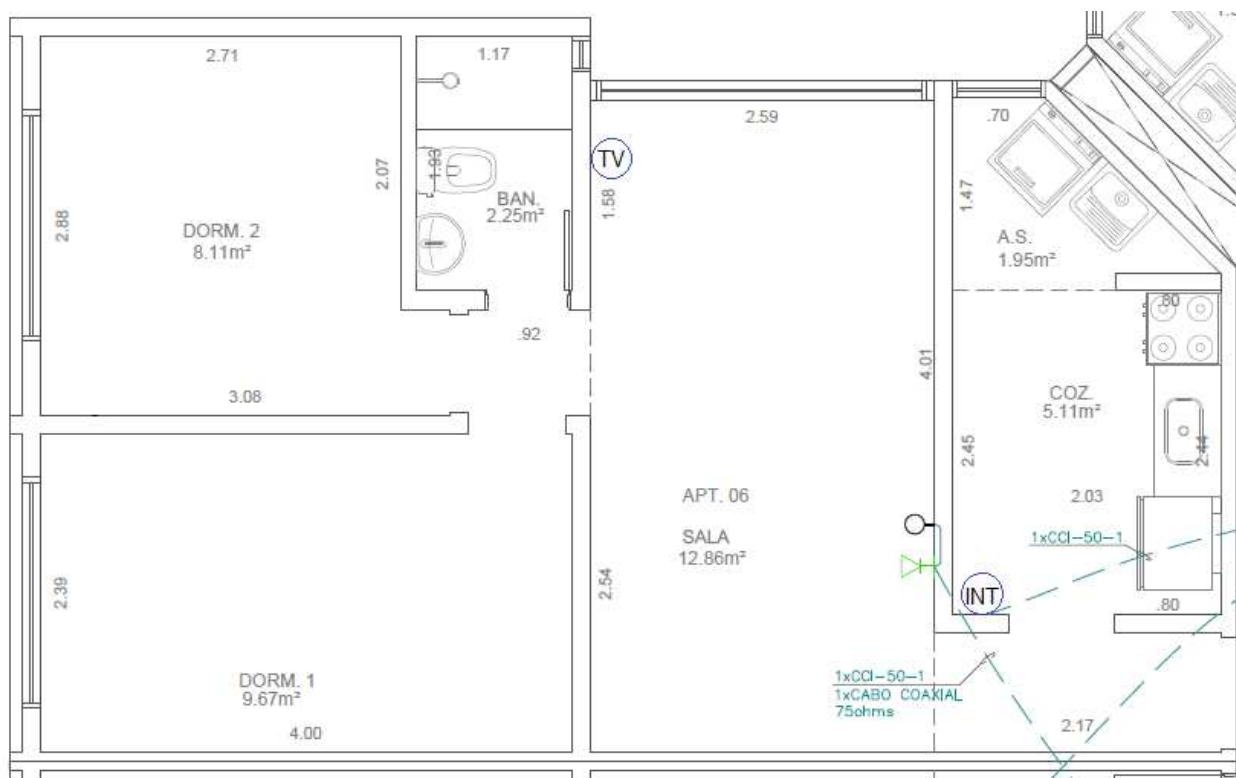 2.71
1.17
2.59
.70
TV
2.07
1.93
1.58
1.47
2.88
BAN.
2.25m²
DORM. 2
8.11m²
A.S.
1.95m²
.80
.92
4.01
3.08
COZ.
5.11m²
2.45
2.44
APT. 06
2.03
SALA
12.86m²
1xCCI-50-1
2.39
2.54
INT
.80
DORM. 1
9.67m²
1xCCI-50-1
1xCABO COAXIAL
75ohms
4.00
2.17